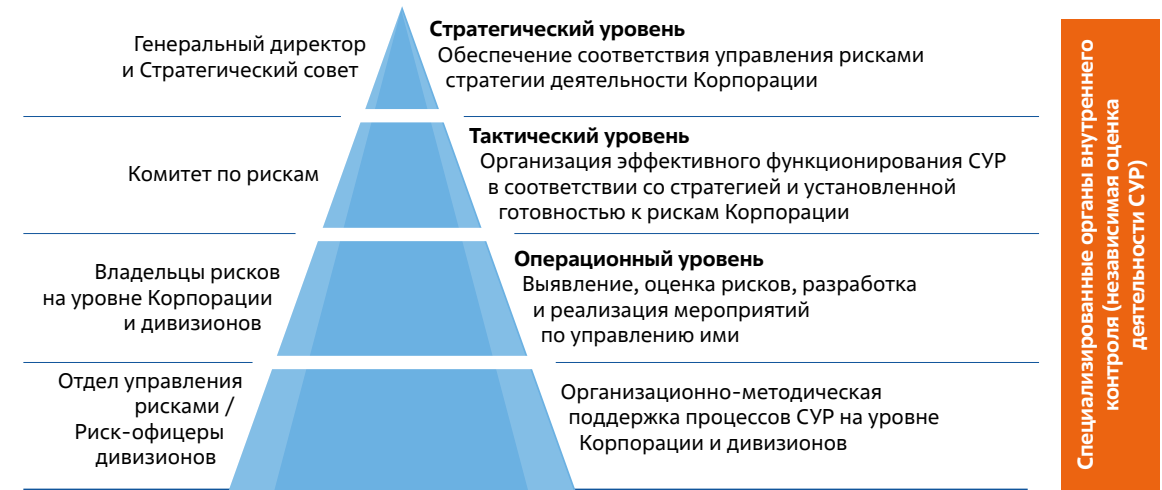 Генеральный директор
и Стратегический совет
Стратегический уровень
Обеспечение соответствия управления рисками
стратегии деятельности Корпорации
Комитет по рискам
Тактический уровень
Организация эффективного функционирования СУР
в соответствии со стратегией и установленной
готовностью к рискам Корпорации
Владельцы рисков
на уровне Корпорации
и дивизионов
Операционный уровень
Выявление, оценка рисков, разработка
и реализация мероприятий
по управлению ими
Отдел управления
рисками /
Риск-офицеры
дивизионов
Организационно-методическая
поддержка процессов СУР на уровне
Корпорации и дивизионов
Специализированные органы внутреннего
контроля (независимая оценка
деятельности СУР)